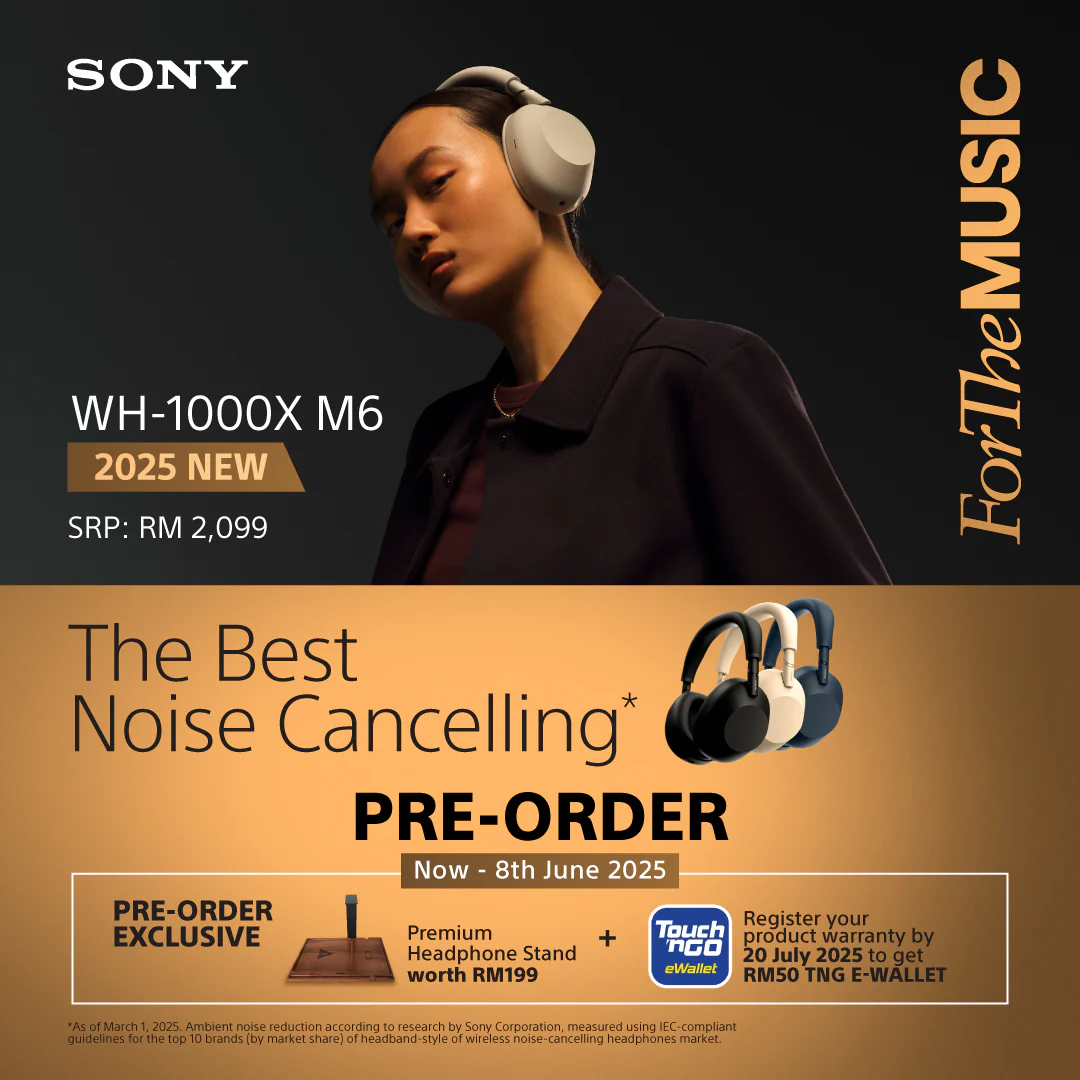 SONY
ForTheMUSIC
WH-1000X M6
2025 NEW
SRP: RM 2,099
The Best
Noise Cancelling*
PRE-ORDER
Now - 8th June 2025
PRE-ORDER
EXCLUSIVE
Premium
Headphone Stand
worth RM199
+
Touch
'nGO
eWallet
Register your
product warranty by
20 July 2025 to get
RM50 TNG E-WALLET
*As of March 1, 2025. Ambient noise reduction according to research by Sony Corporation, measured using IEC-compliant
guidelines for the top 10 brands (by market share) of headband-style of wireless noise-cancelling headphones market.